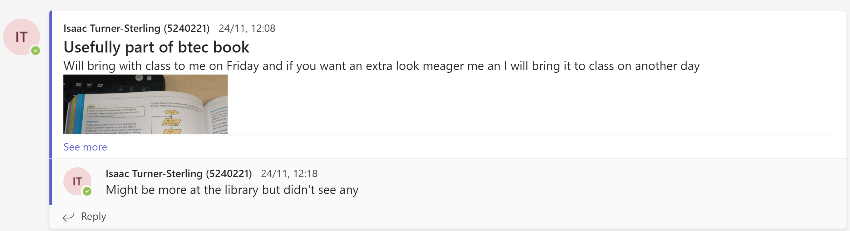 IT
Isaac Turner-Sterling (5240221) 24/11, 12:08
Usefully part of btec book
Will bring with class to me on Friday and if you want an extra look meager me an I will bring it to class on another day
See more
IT
Isaac Turner-Sterling (5240221) 24/11, 12:18
Might be more at the library but didn't see any
Reply